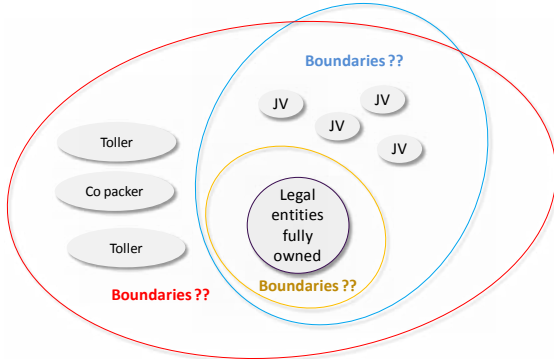 Boundaries ??
JV
JV
JV
JV
Toller
Co packer
Toller
Legal
entities
fully
owned
Boundaries ??
Boundaries ??